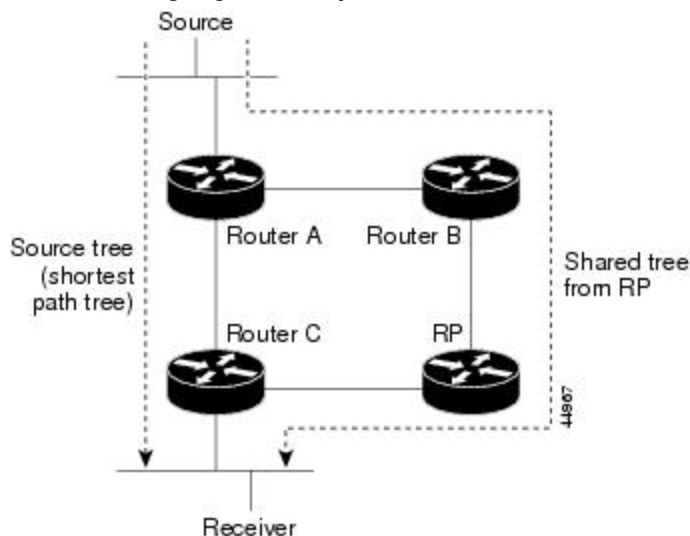 Source
Router A
Router B
Source tree
(shortest
path tree)
Shared tree
from RP
Router C
RP
44967
Receiver